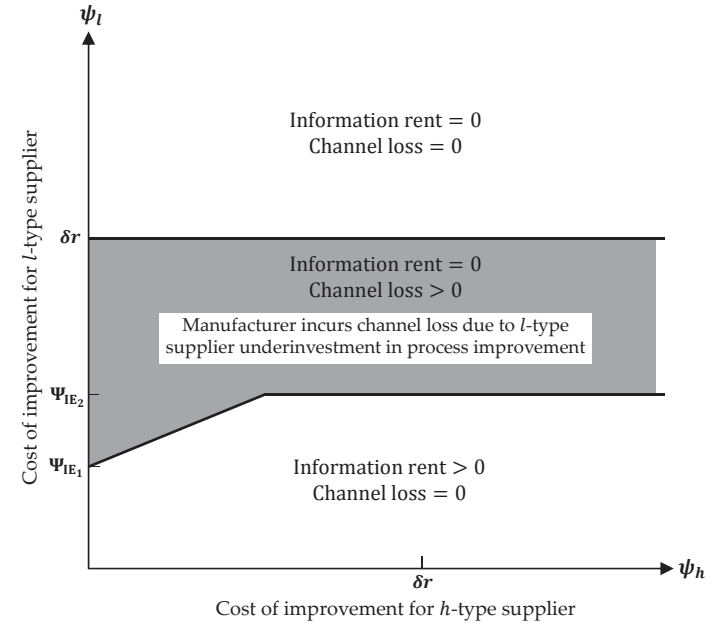 ψₗ
Information rent = 0
Channel loss = 0
Cost of improvement for l-type supplier
δr
Information rent = 0
Channel loss > 0
Manufacturer incurs channel loss due to l-type
supplier underinvestment in process improvement
Ψ_IE₂
Ψ_IE₁
Information rent > 0
Channel loss = 0
ψₕ
δr
Cost of improvement for h-type supplier